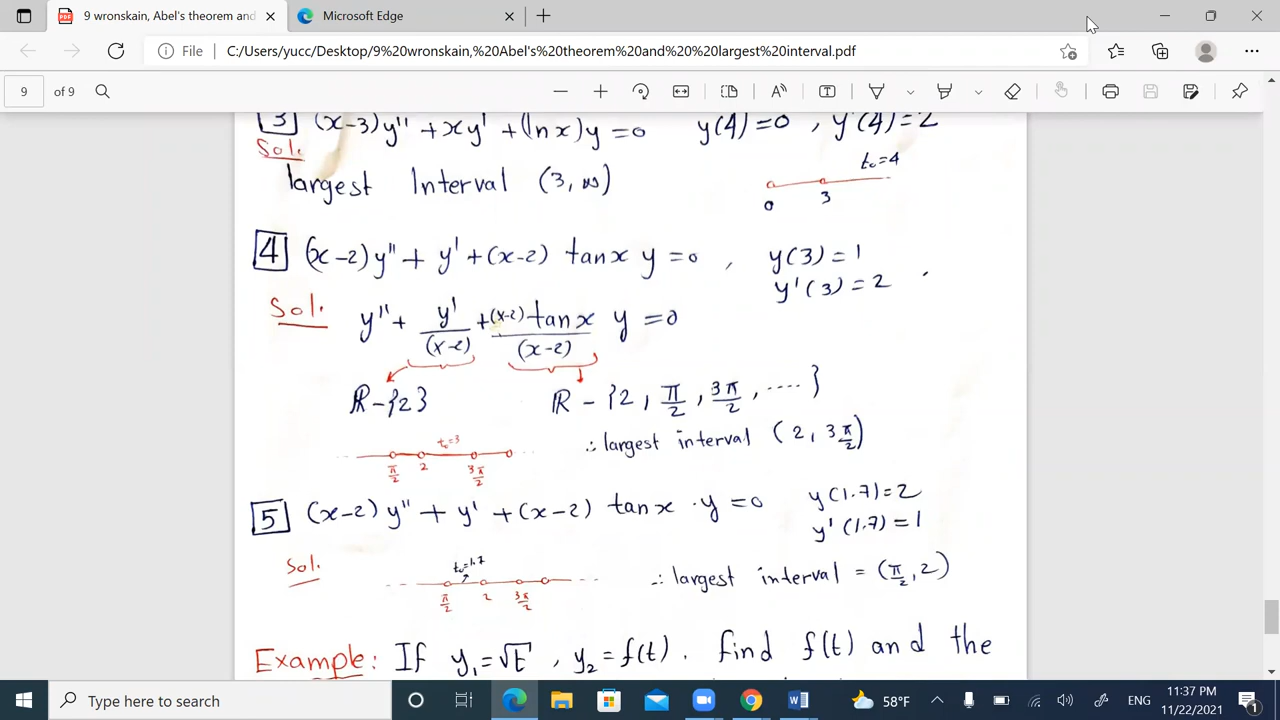 9 wronskain, Abel's theorem and
Microsoft Edge
File
C:/Users/yucc/Desktop/9%20wronskain,%20Abel's%20theorem%20and%20%20largest%20interval.pdf
9 of 9
3 (x-3)y" + xy' + (ln x)y = 0 y(4)=0 , y'(4)=2
Sol:
largest Interval (3, ∞)
t₀=4
0 3
4 (x-2)y" + y' + (x-2) tanx y = 0 , y(3)=1
y'(3)=2
Sol: y" + y'/(x-2) + (x-2) tanx/(x-2) y = 0
ℝ-{2} ℝ - {2, π/2, 3π/2, ....}
∴ largest interval (2, 3π/2)
t₀=3
π/2 2 3π/2
5 (x-2) y" + y' + (x-2) tanx . y = 0 y(1.7)=2
y'(1.7)=1
Sol:
t₀=1.7
∴ largest interval = (π/2, 2)
π/2 2 3π/2
Example: If y₁=√t , y₂=f(t). find f(t) and the
Type here to search
58°F
ENG
11:37 PM
11/22/2021
1